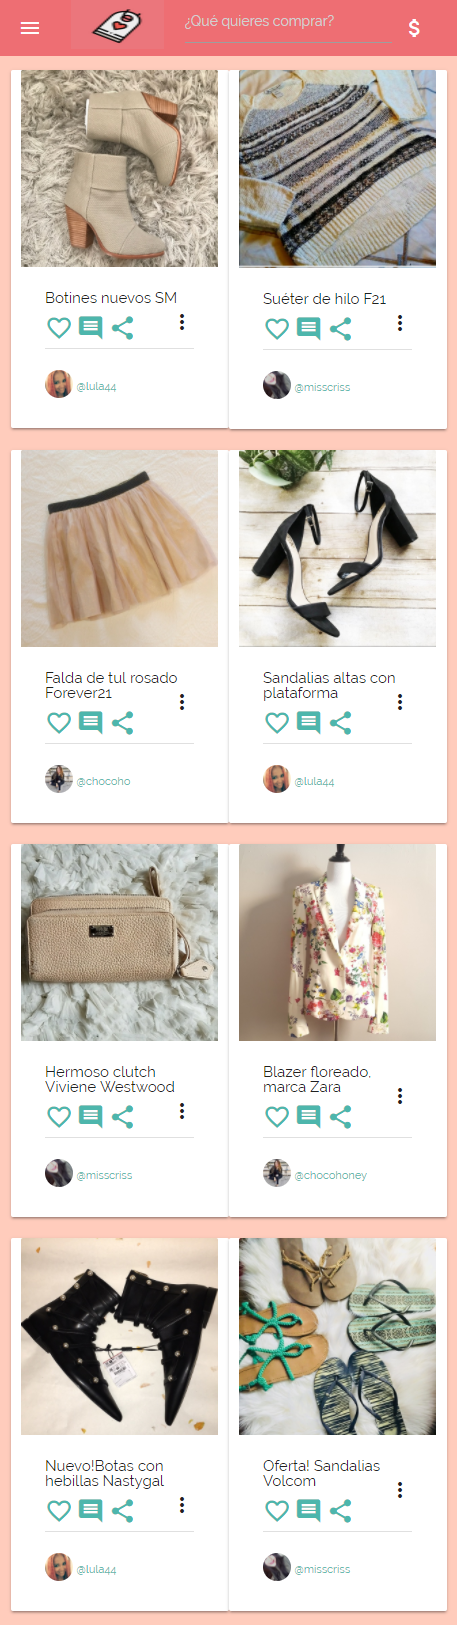 ¿Qué quieres comprar?
$
Botines nuevos SM
@lula44
Suéter de hilo F21
@misscriss
Falda de tul rosado
Forever21
@chocoho
Sandalias altas con
plataforma
@lula44
Hermoso clutch
Viviene Westwood
@misscriss
Blazer floreado,
marca Zara
@chocohoney
Nuevo!Botas con
hebillas Nastygal
@lula44
Oferta! Sandalias
Volcom
@misscriss